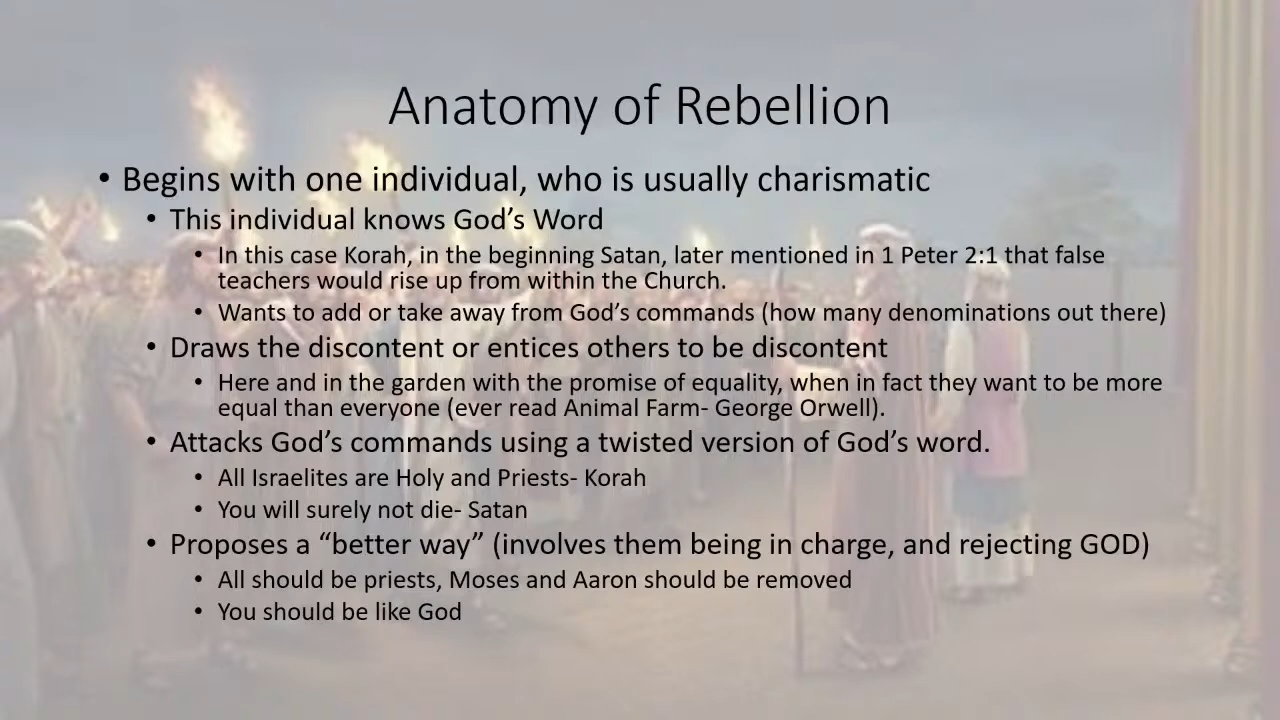 Anatomy of Rebellion
• Begins with one individual, who is usually charismatic
• This individual knows God’s Word
• In this case Korah, in the beginning Satan, later mentioned in 1 Peter 2:1 that false
teachers would rise up from within the Church.
• Wants to add or take away from God’s commands (how many denominations out there)
• Draws the discontent or entices others to be discontent
• Here and in the garden with the promise of equality, when in fact they want to be more
equal than everyone (ever read Animal Farm- George Orwell).
• Attacks God’s commands using a twisted version of God’s word.
• All Israelites are Holy and Priests- Korah
• You will surely not die- Satan
• Proposes a “better way” (involves them being in charge, and rejecting GOD)
• All should be priests, Moses and Aaron should be removed
• You should be like God